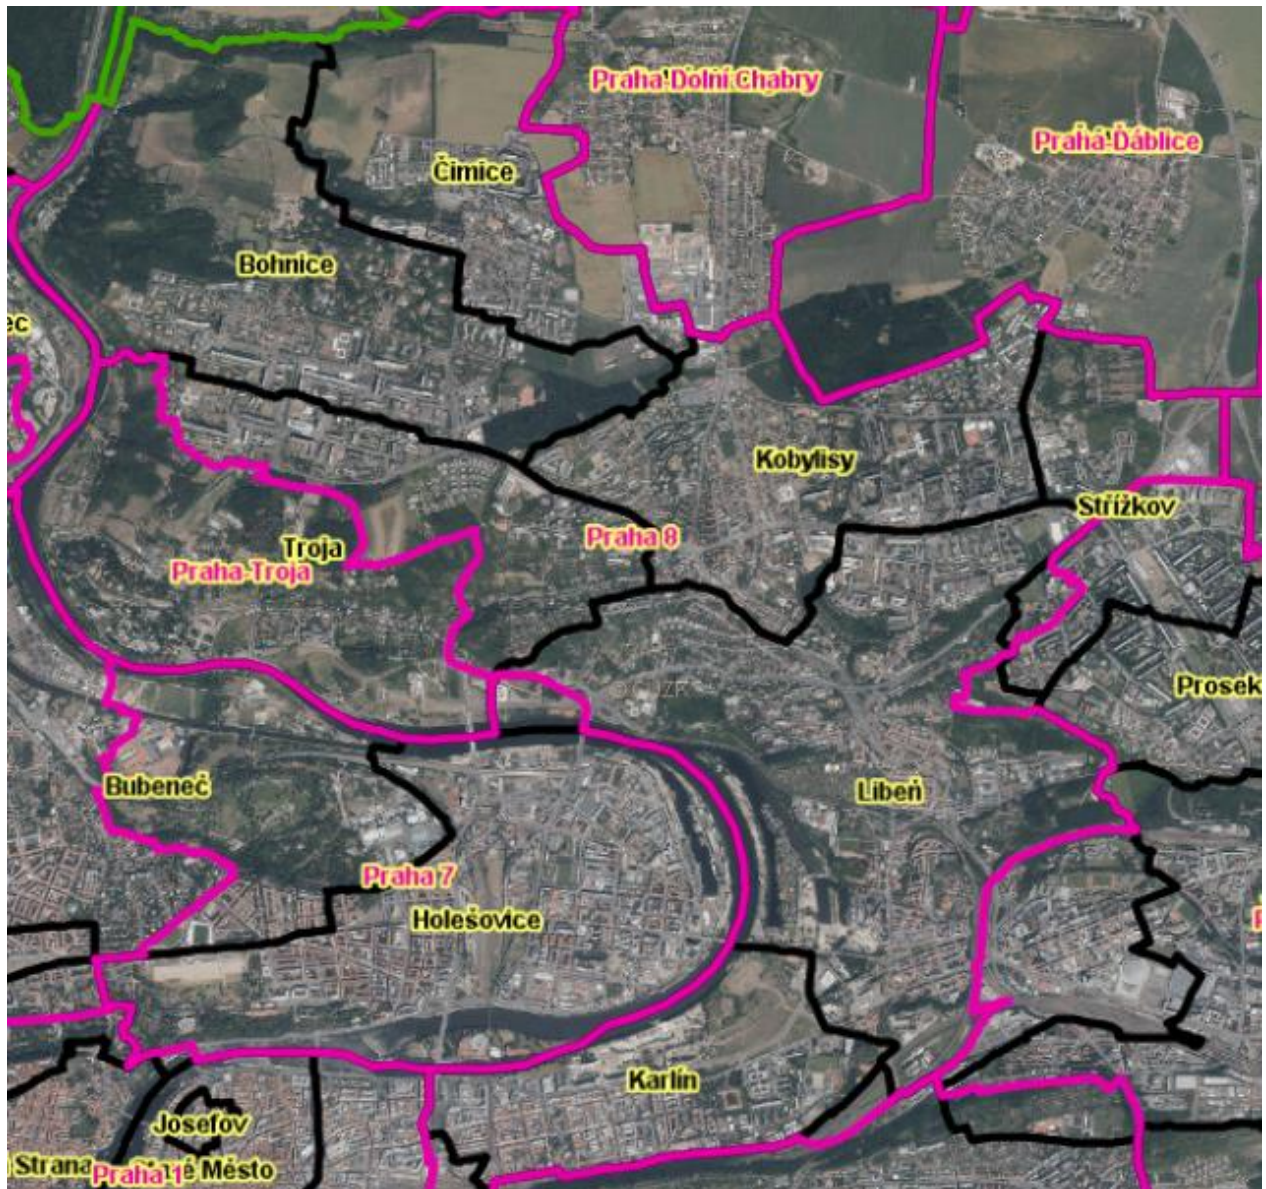 Praha-Dolní Chabry
Praha-Ďáblice
Čimice
Bohnice
ec
Kobylisy
Střížkov
Praha 8
Troja
Praha-Troja
Prosek
Bubeneč
Libeň
Praha 7
Holešovice
P
Karlín
Josefov
Strana
Praha 1
é Město